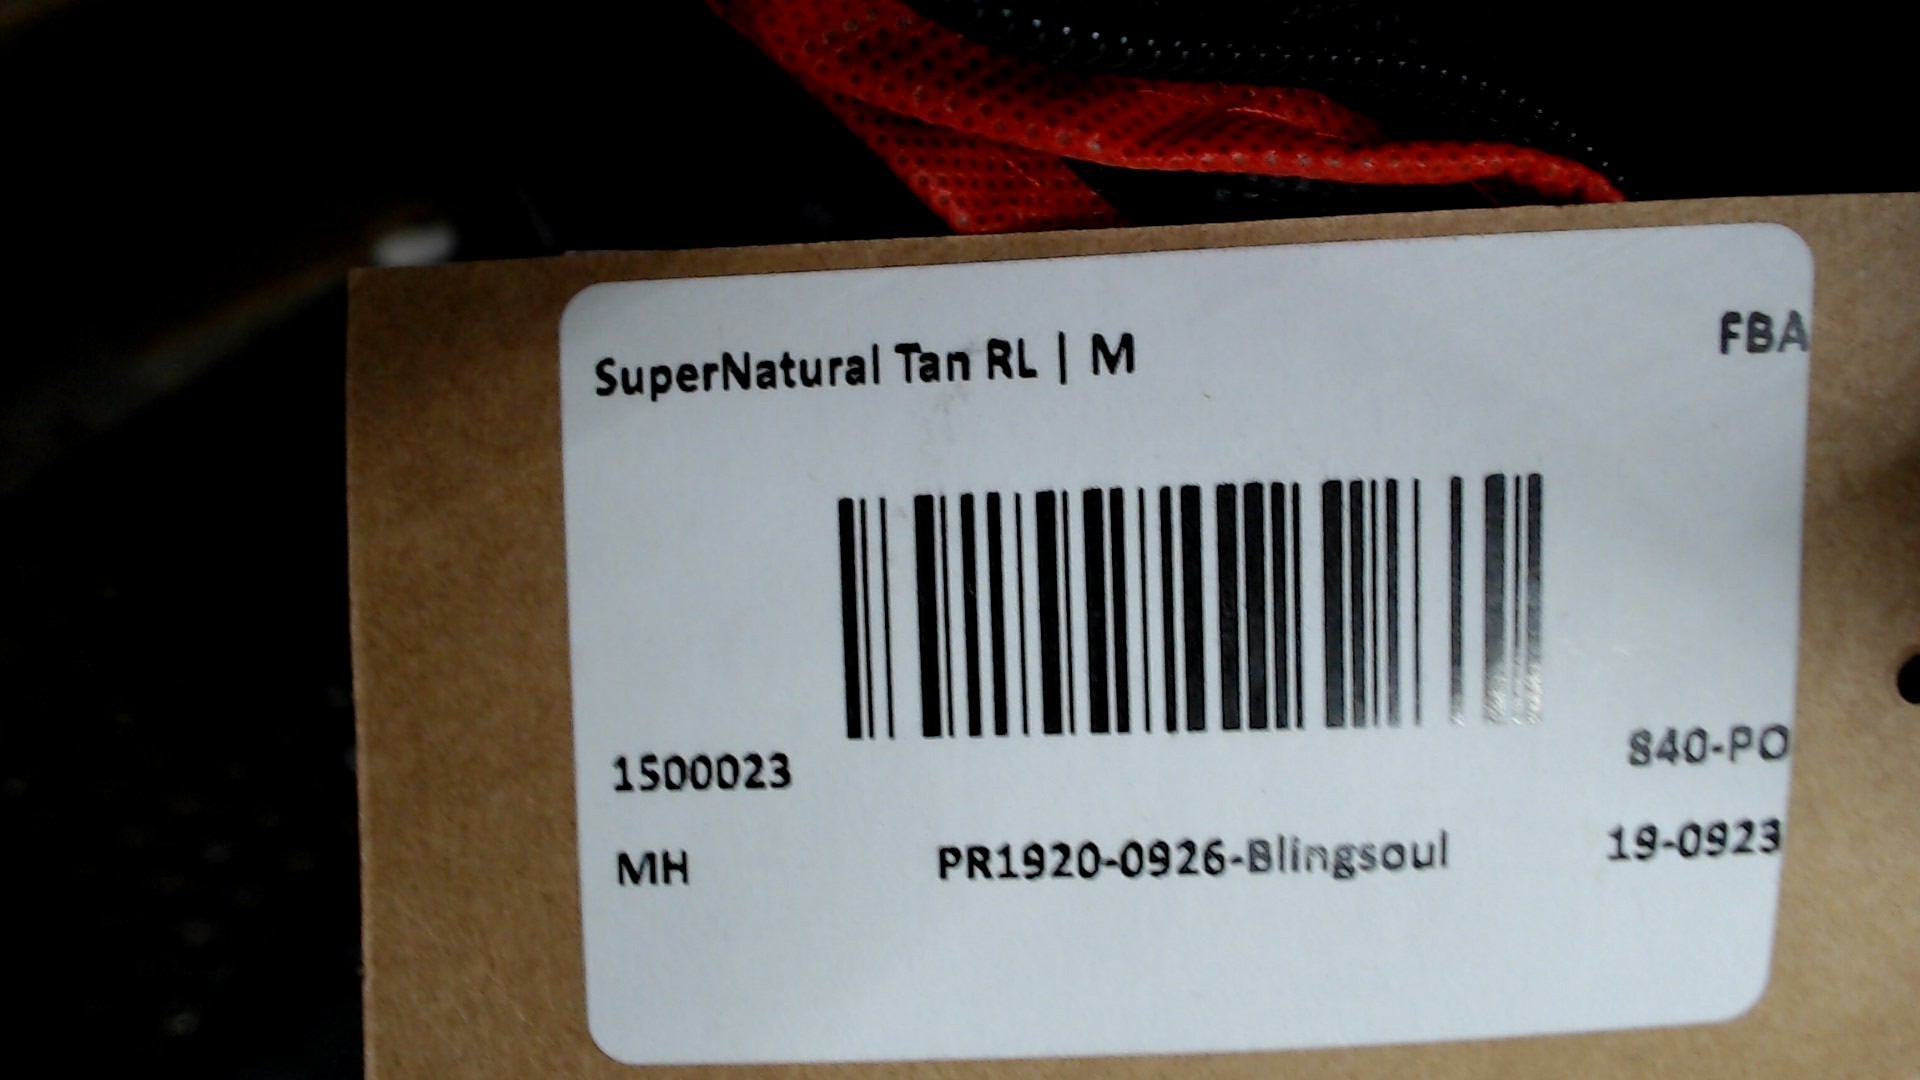 SuperNatural Tan RL | M FBA
1500023 840-PO
MH PR1920-0926-Blingsoul 19-0923